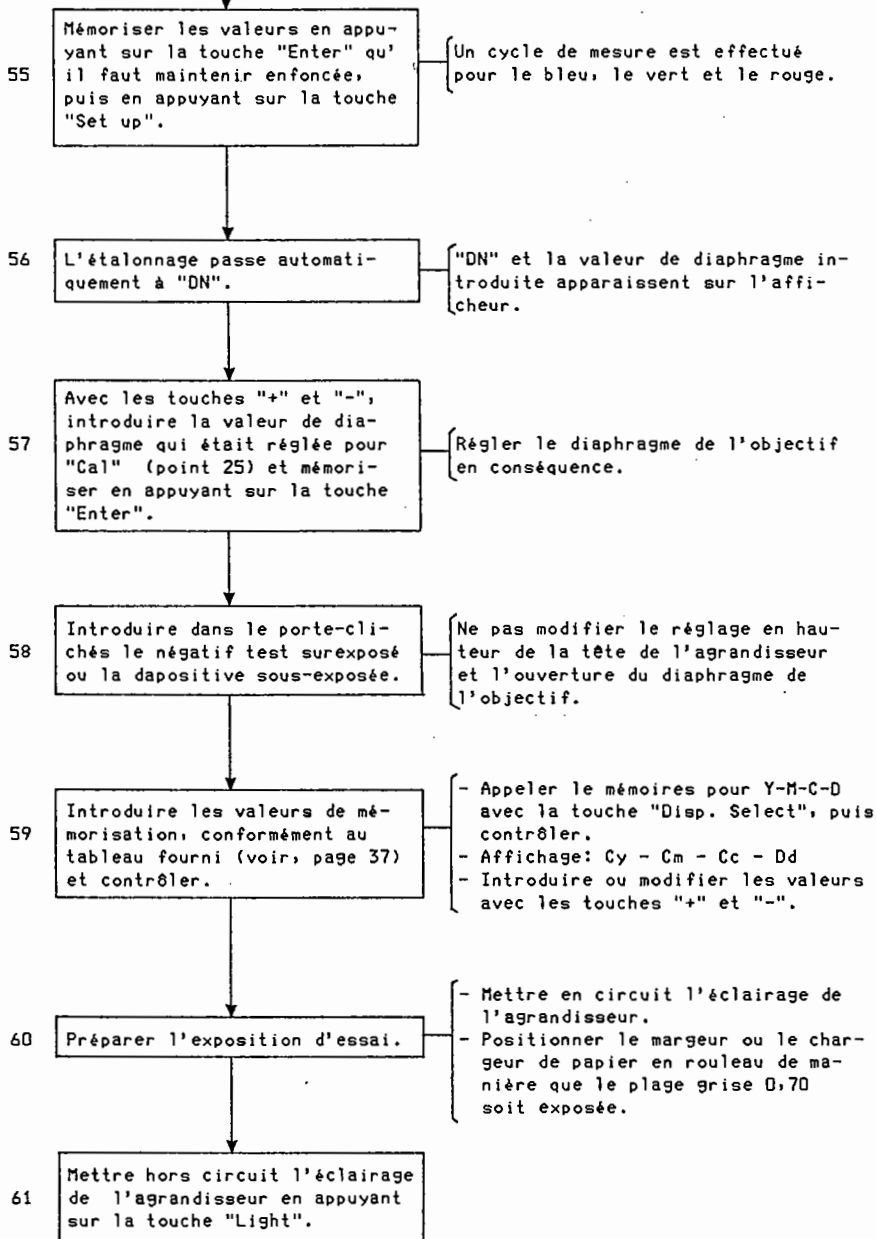 55
Mémoriser les valeurs en appu-
yant sur la touche "Enter" qu'
il faut maintenir enfoncée,
puis en appuyant sur la touche
"Set up".
Un cycle de mesure est effectué
pour le bleu, le vert et le rouge.
56
L'étalonnage passe automati-
quement à "DN".
"DN" et la valeur de diaphragme in-
troduite apparaissent sur l'affi-
cheur.
57
Avec les touches "+" et "-",
introduire la valeur de dia-
phragme qui était réglée pour
"Cal" (point 25) et mémori-
ser en appuyant sur la touche
"Enter".
Régler le diaphragme de l'objectif
en conséquence.
58
Introduire dans le porte-cli-
chés le négatif test surexposé
ou la dapositive sous-exposée.
Ne pas modifier le réglage en hau-
teur de la tête de l'agrandisseur
et l'ouverture du diaphragme de
l'objectif.
59
Introduire les valeurs de mé-
morisation, conformément au
tableau fourni (voir, page 37)
et contrôler.
- Appeler le mémoires pour Y-M-C-D
avec la touche "Disp. Select", puis
contrôler.
- Affichage: Cy - Cm - Cc - Dd
- Introduire ou modifier les valeurs
avec les touches "+" et "-".
60
Préparer l'exposition d'essai.
- Mettre en circuit l'éclairage de
l'agrandisseur.
- Positionner le margeur ou le char-
geur de papier en rouleau de ma-
nière que le plage grise 0,70
soit exposée.
61
Mettre hors circuit l'éclairage
de l'agrandisseur en appuyant
sur la touche "Light".